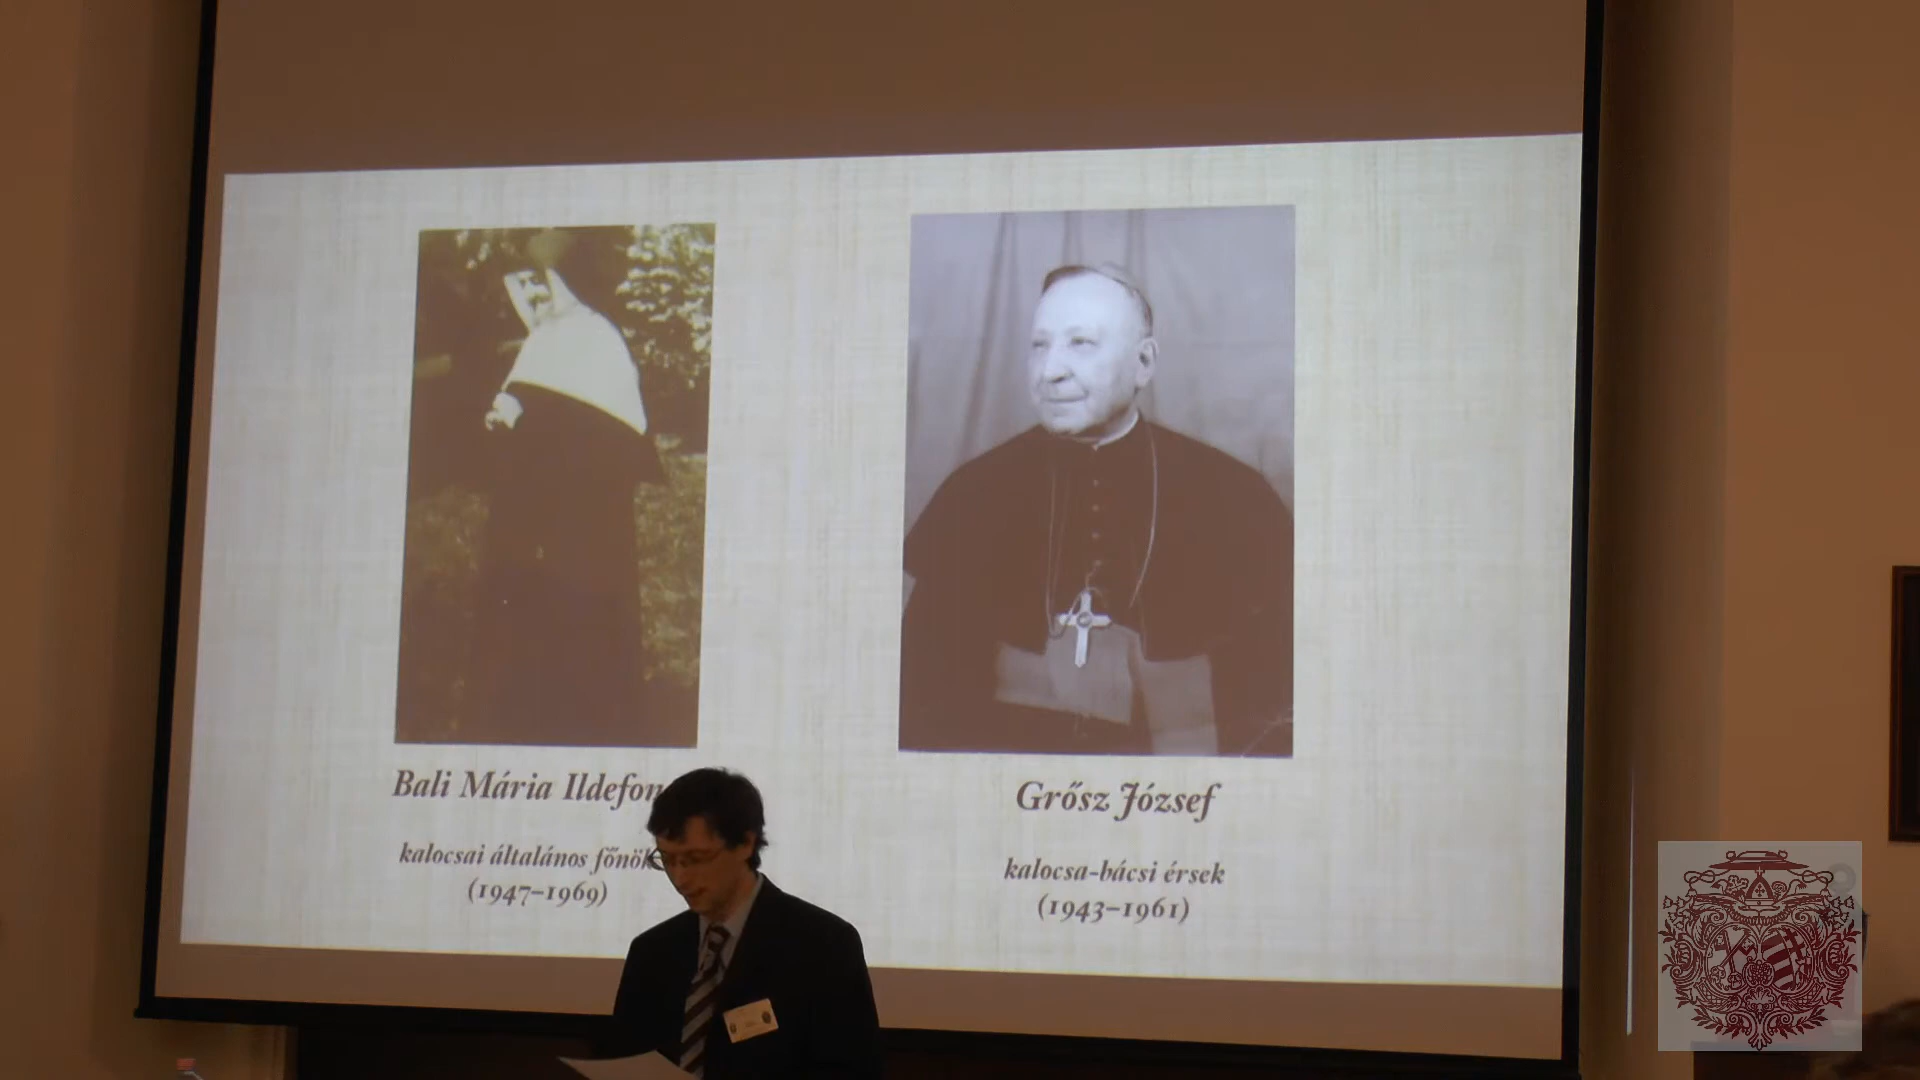 Bali Mária Ildefon
kalocsai általános főnök
(1947–1969)
Grősz József
kalocsa-bácsi érsek
(1943–1961)